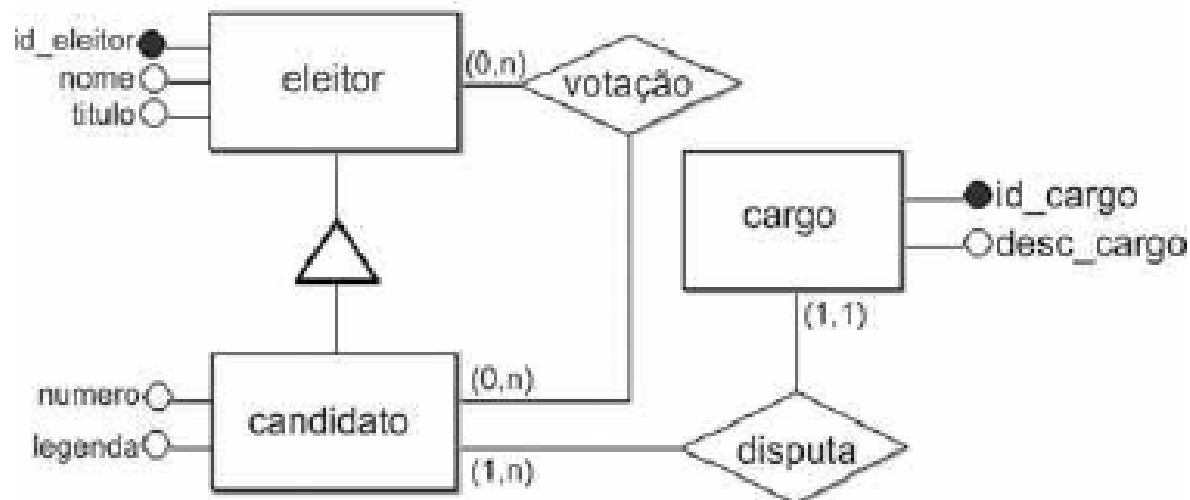 id_eleitor
nome
titulo
eleitor
(0,n)
votação
cargo
id_cargo
desc_cargo
(1,1)
numero
legenda
candidato
(0,n)
(1,n)
disputa